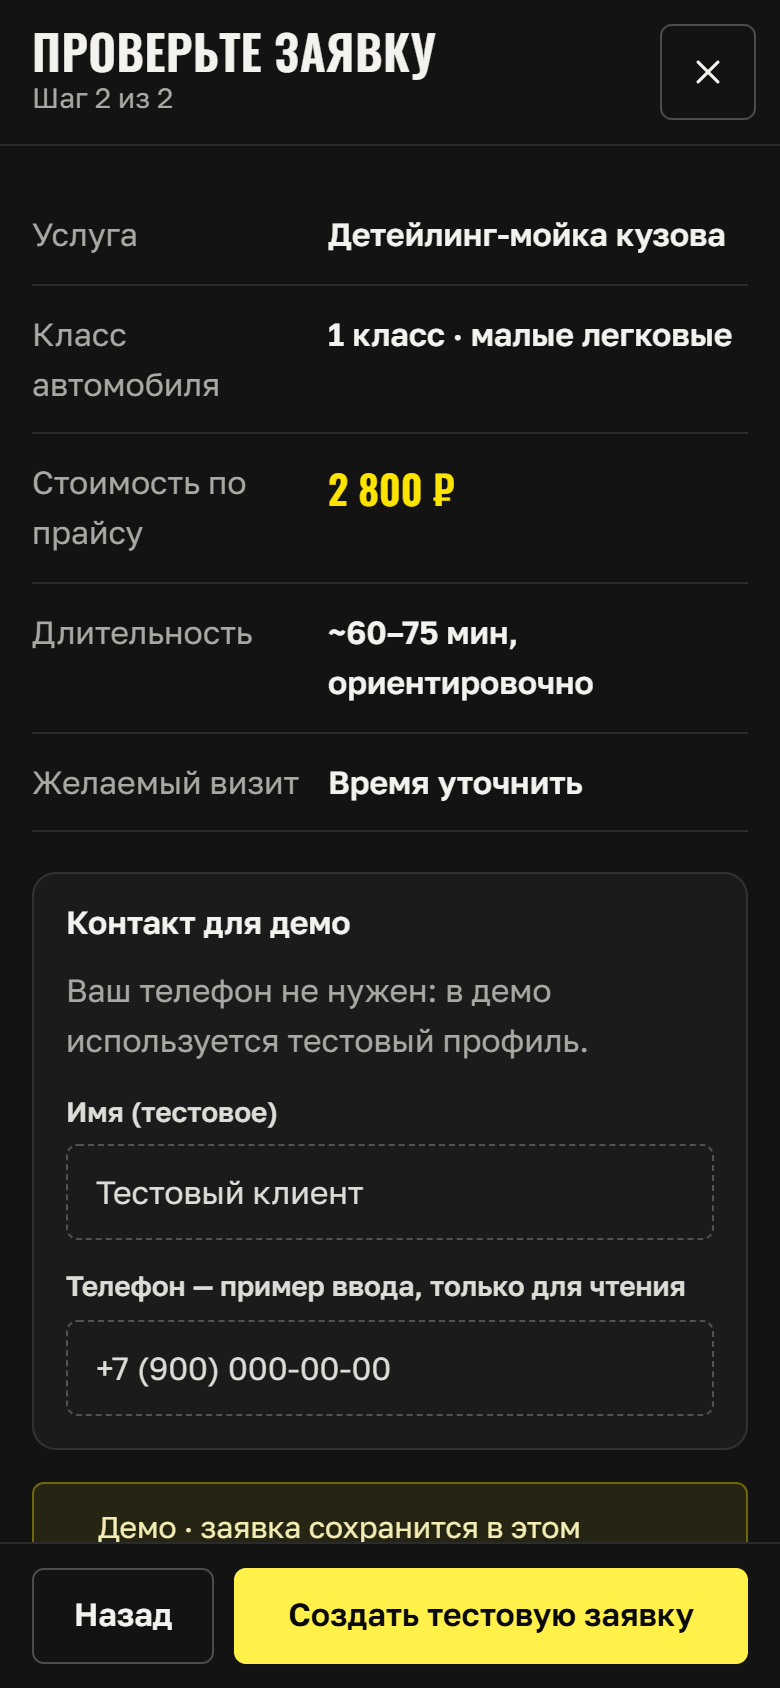 ПРОВЕРЬТЕ ЗАЯВКУ
Шаг 2 из 2
Услуга
Детейлинг-мойка кузова
Класс
автомобиля
1 класс · малые легковые
Стоимость по
прайсу
2 800 ₽
Длительность
~60–75 мин,
ориентировочно
Желаемый визит
Время уточнить
Контакт для демо
Ваш телефон не нужен: в демо
используется тестовый профиль.
Имя (тестовое)
Тестовый клиент
Телефон — пример ввода, только для чтения
+7 (900) 000-00-00
Демо · заявка сохранится в этом
Назад
Создать тестовую заявку